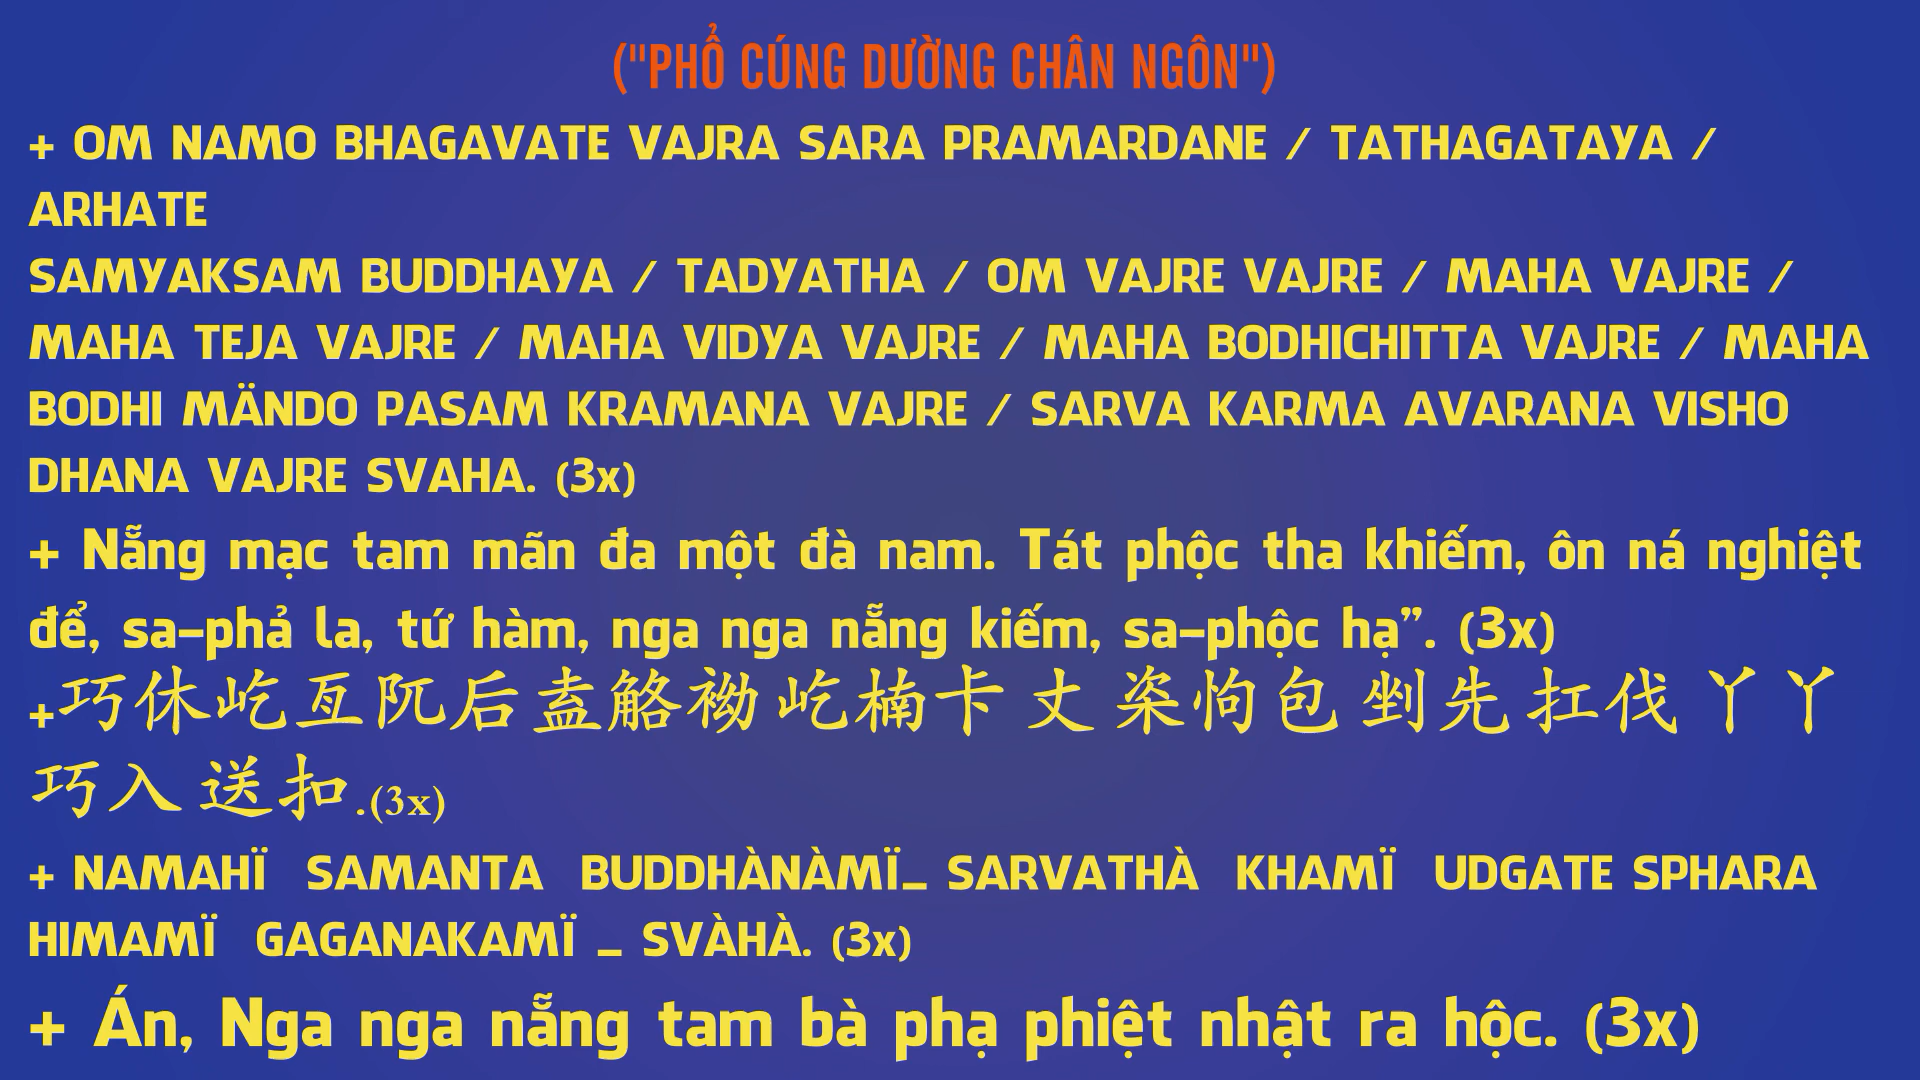 ("PHỔ CÚNG DƯỜNG CHÂN NGÔN")
+ OM NAMO BHAGAVATE VAJRA SARA PRAMARDANE / TATHAGATAYA /
ARHATE
SAMYAKSAM BUDDHAYA / TADYATHA / OM VAJRE VAJRE / MAHA VAJRE /
MAHA TEJA VAJRE / MAHA VIDYA VAJRE / MAHA BODHICHITTA VAJRE / MAHA
BODHI MÄNDO PASAM KRAMANA VAJRE / SARVA KARMA AVARANA VISHO
DHANA VAJRE SVAHA. (3x)
+ Nẵng mạc tam mãn đa một đà nam. Tát phộc tha khiếm, ôn ná nghiệt
để, sa-phả la, tứ hàm, nga nga nẵng kiếm, sa-phộc hạ”. (3x)
+巧休屹亙阮后盍觡袎屹楠卡 丈 栥怐包 剉先扛伐 丫丫
巧入 送扣.(3x)
+ NAMAHÏ SAMANTA BUDDHÀNÀMÏ_ SARVATHÀ KHAMÏ UDGATE SPHARA
HIMAMÏ GAGANAKAMÏ _ SVÀHÀ. (3x)
+ Án, Nga nga nẵng tam bà phạ phiệt nhật ra hộc. (3x)